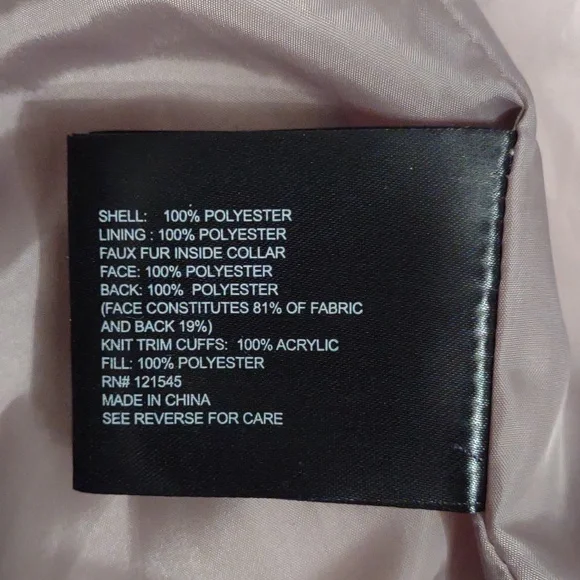 SHELL: 100% POLYESTER
LINING : 100% POLYESTER
FAUX FUR INSIDE COLLAR
FACE: 100% POLYESTER
BACK: 100% POLYESTER
(FACE CONSTITUTES 81% OF FABRIC
AND BACK 19%)
KNIT TRIM CUFFS: 100% ACRYLIC
FILL: 100% POLYESTER
RN# 121545
MADE IN CHINA
SEE REVERSE FOR CARE